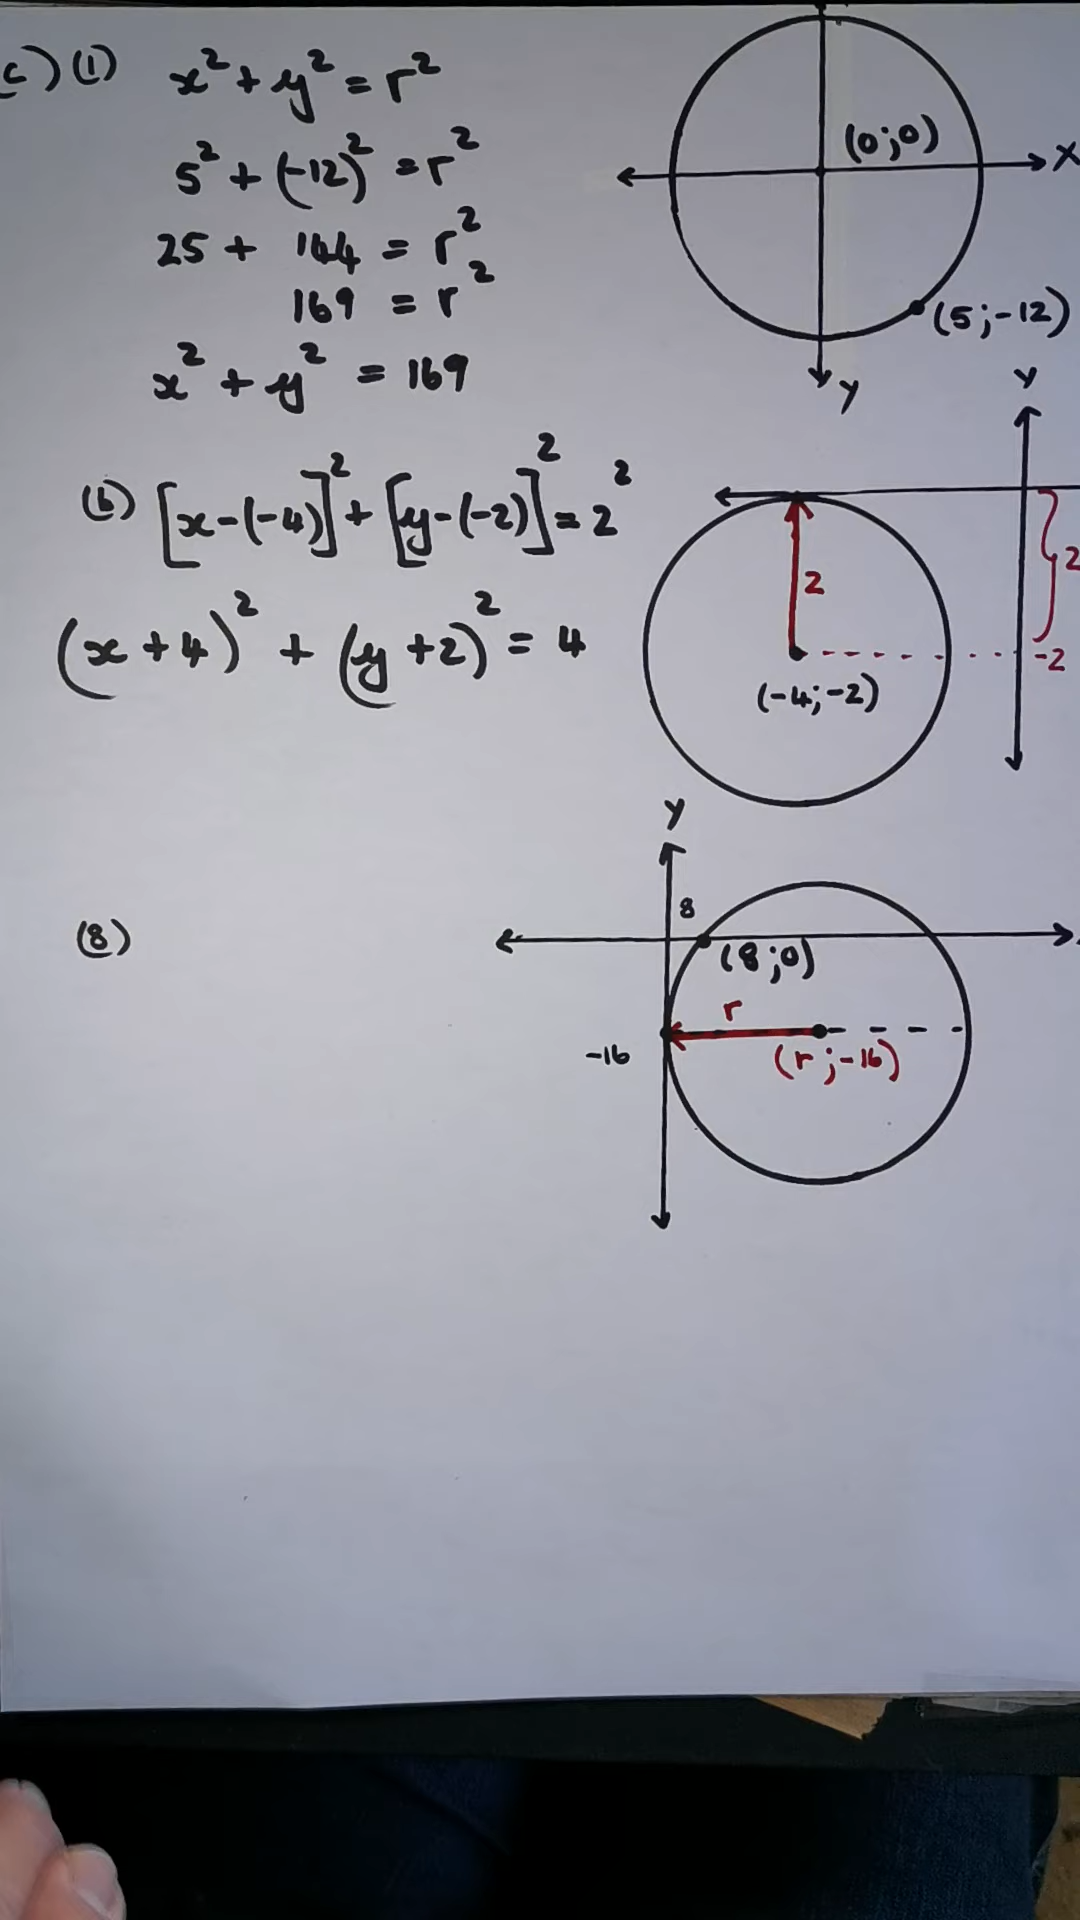 c) (1) x² + y² = r²
5² + (-12)² = r²
25 + 144 = r²
169 = r²
x² + y² = 169
(0;0)
X
(5;-12)
y
(6) [x-(-4)]² + [y-(-2)]² = 2²
(x + 4)² + (y + 2)² = 4
y
2
2
-2
(-4;-2)
(8)
y
8
(8;0)
r
-16
(r;-16)